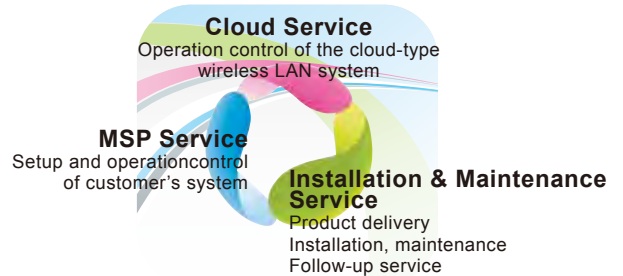 Cloud Service
Operation control of the cloud-type
wireless LAN system
MSP Service
Setup and operationcontrol
of customer's system
Installation & Maintenance
Service
Product delivery
Installation, maintenance
Follow-up service